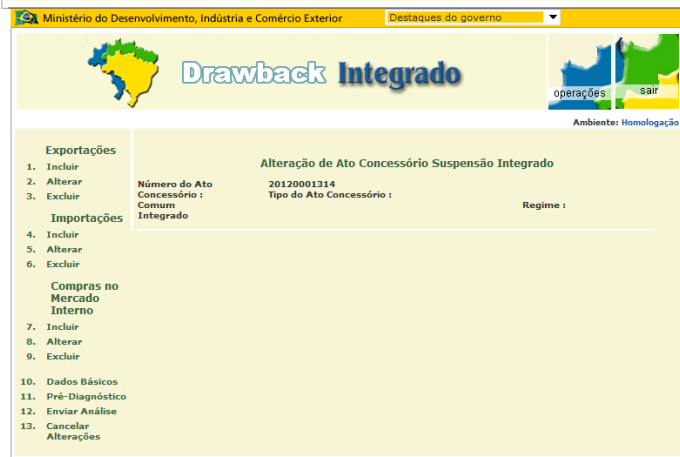 Ministério do Desenvolvimento, Indústria e Comércio Exterior
Destaques do governo
Drawback Integrado
operações
sair
Ambiente: Homologação
Exportações
1. Incluir
2. Alterar
3. Excluir
Importações
4. Incluir
5. Alterar
6. Excluir
Compras no
Mercado
Interno
7. Incluir
8. Alterar
9. Excluir
10. Dados Básicos
11. Pré-Diagnóstico
12. Enviar Análise
13. Cancelar
Alterações
Alteração de Ato Concessório Suspensão Integrado
Número do Ato 20120001314
Concessório : Tipo do Ato Concessório :
Comum Regime :
Integrado